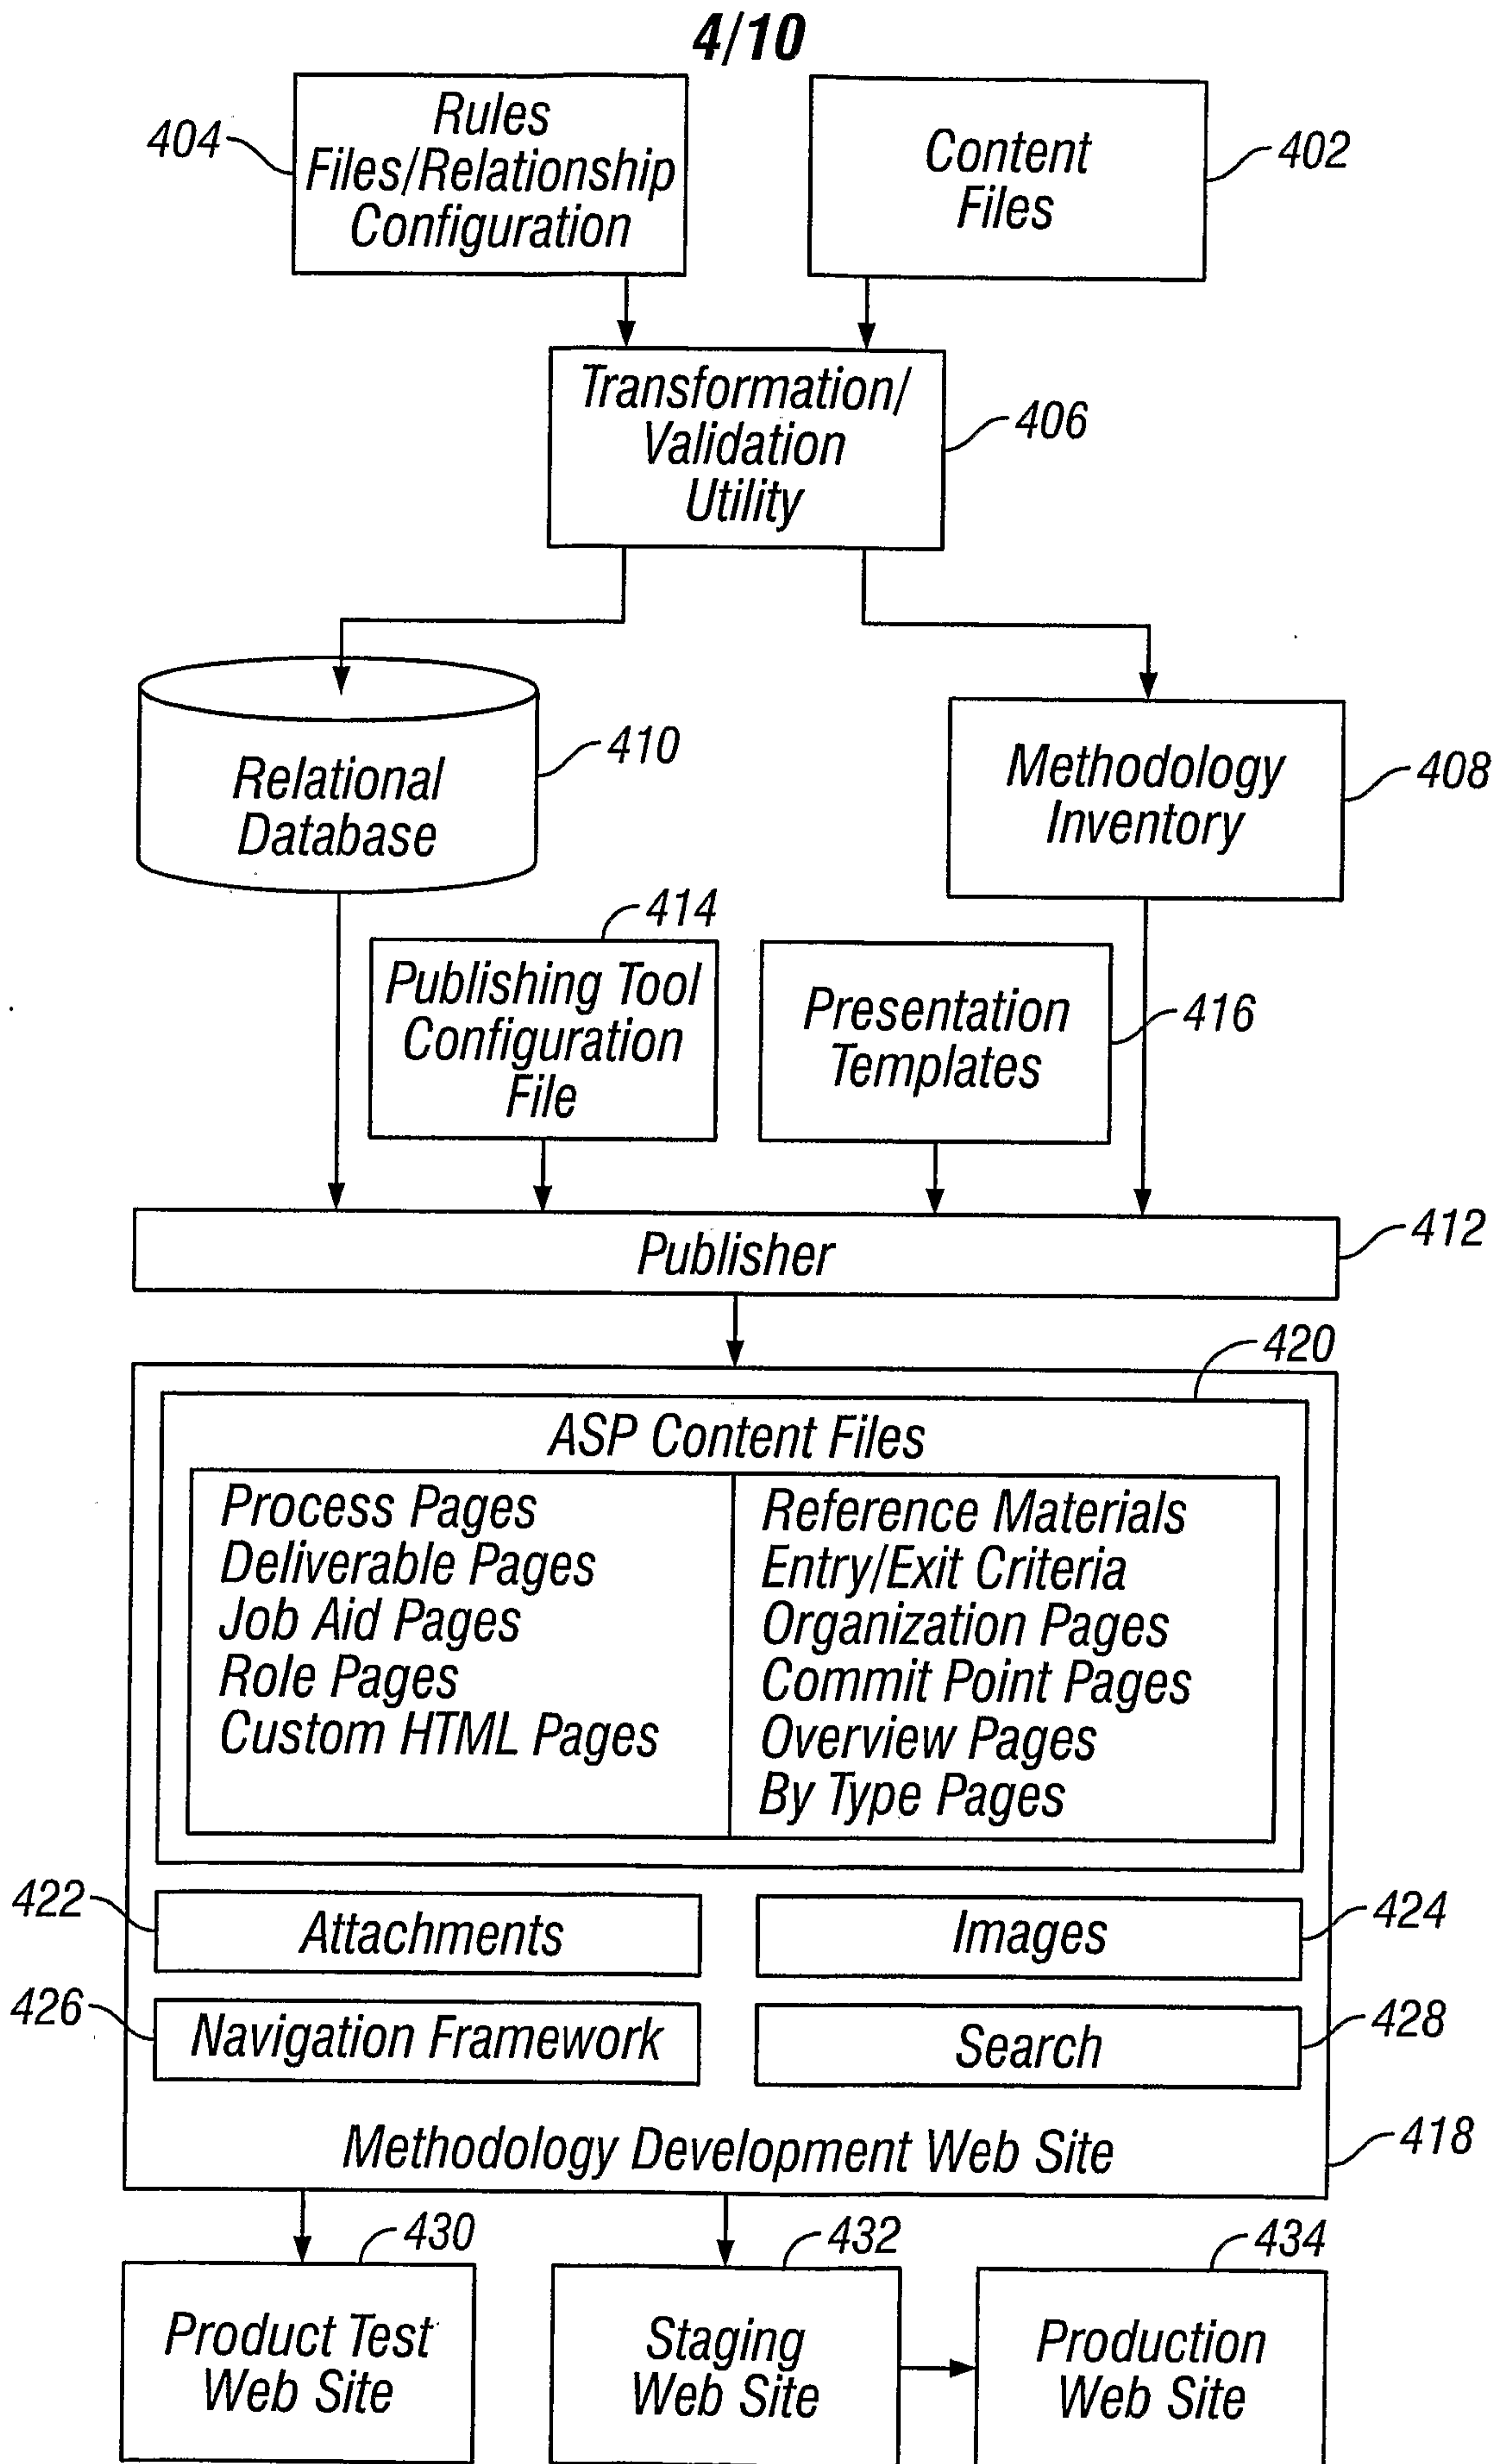 4/10
Rules
Files/Relationship
Configuration
404
Content
Files
402
Transformation/
Validation
Utility
406
Relational
Database
410
Methodology
Inventory
408
414
Publishing Tool
Configuration
File
Presentation
Templates
416
Publisher
412
420
ASP Content Files
Process Pages
Deliverable Pages
Job Aid Pages
Role Pages
Custom HTML Pages
Reference Materials
Entry/Exit Criteria
Organization Pages
Commit Point Pages
Overview Pages
By Type Pages
422
Attachments
Images
424
426
Navigation Framework
Search
428
Methodology Development Web Site
418
430
Product Test
Web Site
432
Staging
Web Site
434
Production
Web Site